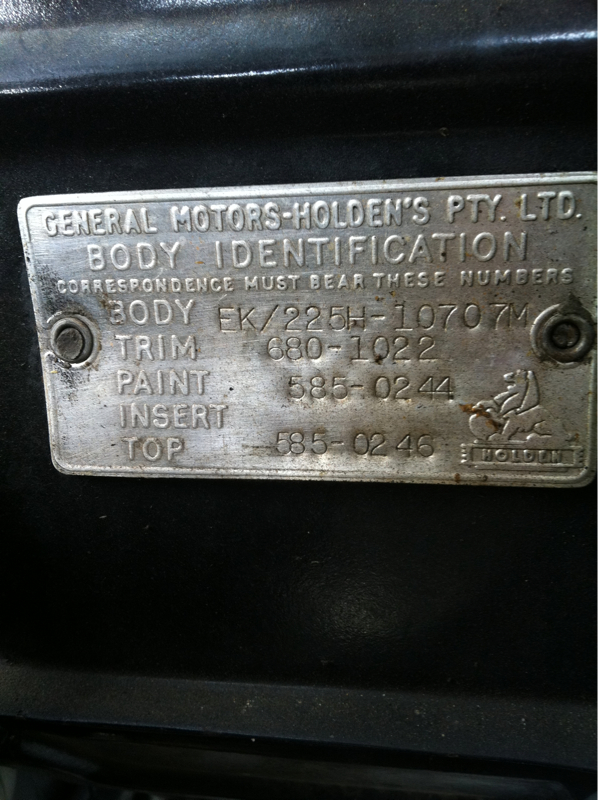 GENERAL MOTORS-HOLDEN'S PTY. LTD.
BODY IDENTIFICATION
CORRESPONDENCE MUST BEAR THESE NUMBERS
BODY EK/225H-10707M
TRIM 680-1022
PAINT 585-0244
INSERT
TOP 585-0246
HOLDEN